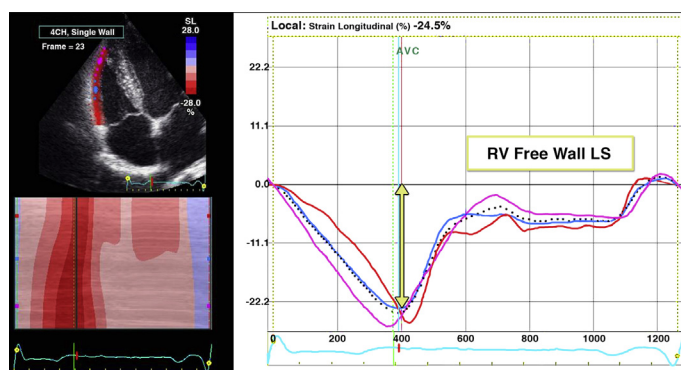 4CH, Single Wall
Frame = 23
SL
28.0
-28.0
%
Local: Strain Longitudinal (%) -24.5%
AVC
22.2
11.1
0.0
-11.1
-22.2
RV Free Wall LS
0 200 400 600 800 1000 1200